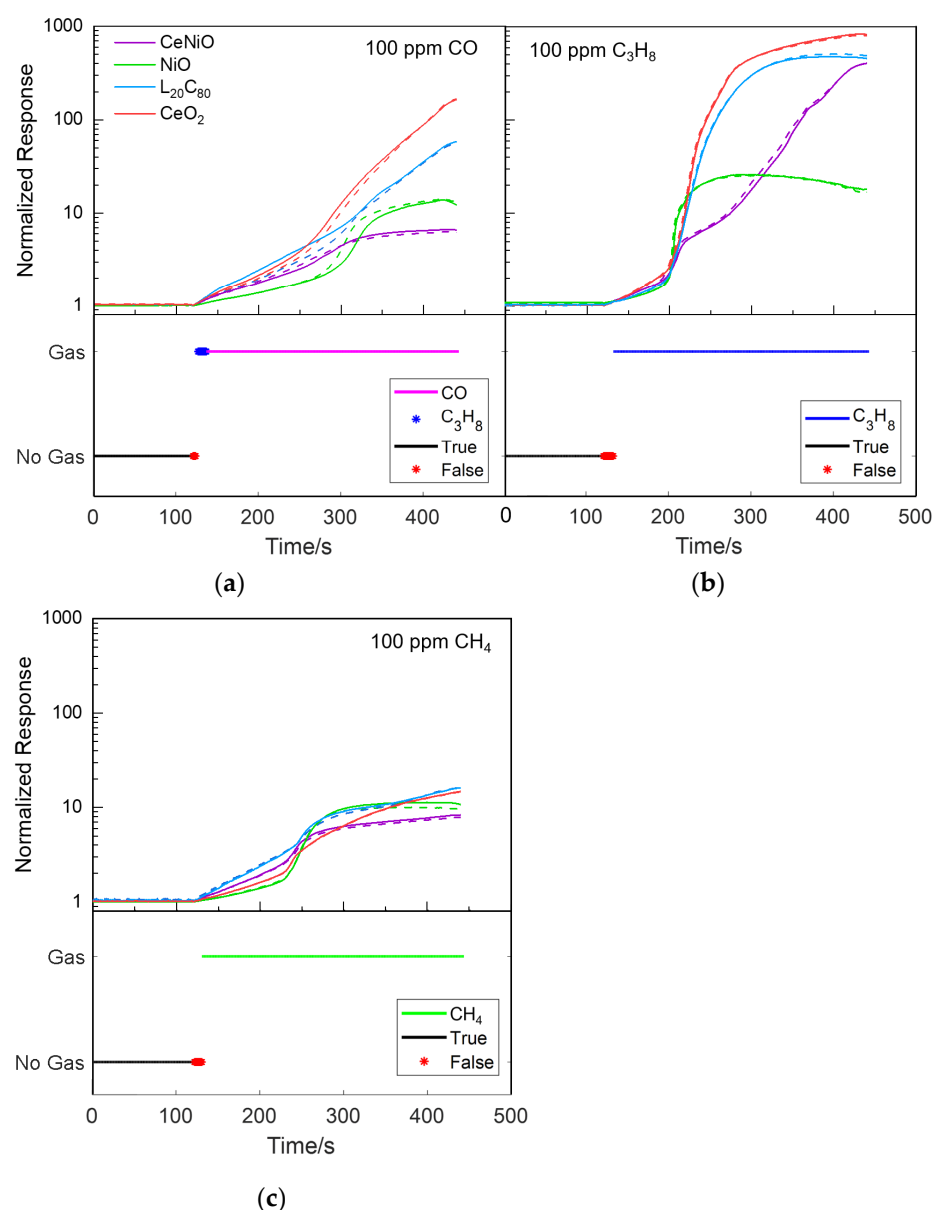 1000
100
10
1
Normalized Response
CeNiO
NiO
L₂₀C₈₀
CeO₂
100 ppm CO
100 ppm C₃H₈
Gas
No Gas
CO
C₃H₈
True
False
C₃H₈
True
False
0 100 200 300 400
0 100 200 300 400 500
Time/s
Time/s
(a)
(b)
1000
100
10
1
Normalized Response
100 ppm CH₄
Gas
No Gas
CH₄
True
False
0 100 200 300 400 500
Time/s
(c)